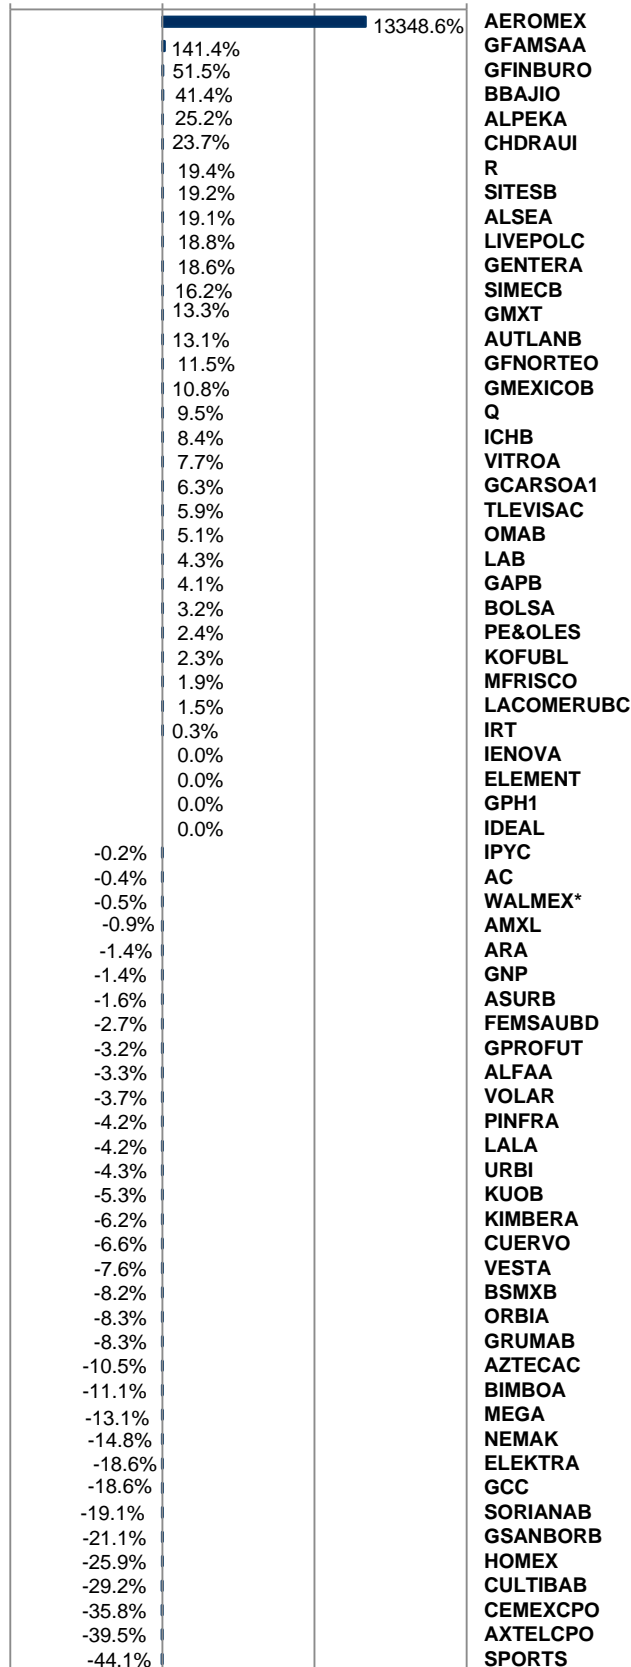 13348.6% AEROMEX
141.4% GFAMSAA
51.5% GFINBURO
41.4% BBAJIO
25.2% ALPEKA
23.7% CHDRAUI
19.4% R
19.2% SITESB
19.1% ALSEA
18.8% LIVEPOLC
18.6% GENTERA
16.2% SIMECB
13.3% GMXT
13.1% AUTLANB
11.5% GFNORTEO
10.8% GMEXICOB
9.5% Q
8.4% ICHB
7.7% VITROA
6.3% GCARSOA1
5.9% TLEVISAC
5.1% OMAB
4.3% LAB
4.1% GAPB
3.2% BOLSA
2.4% PE&OLES
2.3% KOFUBL
1.9% MFRISCO
1.5% LACOMERUBC
0.3% IRT
0.0% IENOVA
0.0% ELEMENT
0.0% GPH1
0.0% IDEAL
-0.2% IPYC
-0.4% AC
-0.5% WALMEX*
-0.9% AMXL
-1.4% ARA
-1.4% GNP
-1.6% ASURB
-2.7% FEMSAUBD
-3.2% GPROFUT
-3.3% ALFAA
-3.7% VOLAR
-4.2% PINFRA
-4.2% LALA
-4.3% URBI
-5.3% KUOB
-6.2% KIMBERA
-6.6% CUERVO
-7.6% VESTA
-8.2% BSMXB
-8.3% ORBIA
-8.3% GRUMAB
-10.5% AZTECAC
-11.1% BIMBOA
-13.1% MEGA
-14.8% NEMAK
-18.6% ELEKTRA
-18.6% GCC
-19.1% SORIANAB
-21.1% GSANBORB
-25.9% HOMEX
-29.2% CULTIBAB
-35.8% CEMEXCPO
-39.5% AXTELCPO
-44.1% SPORTS